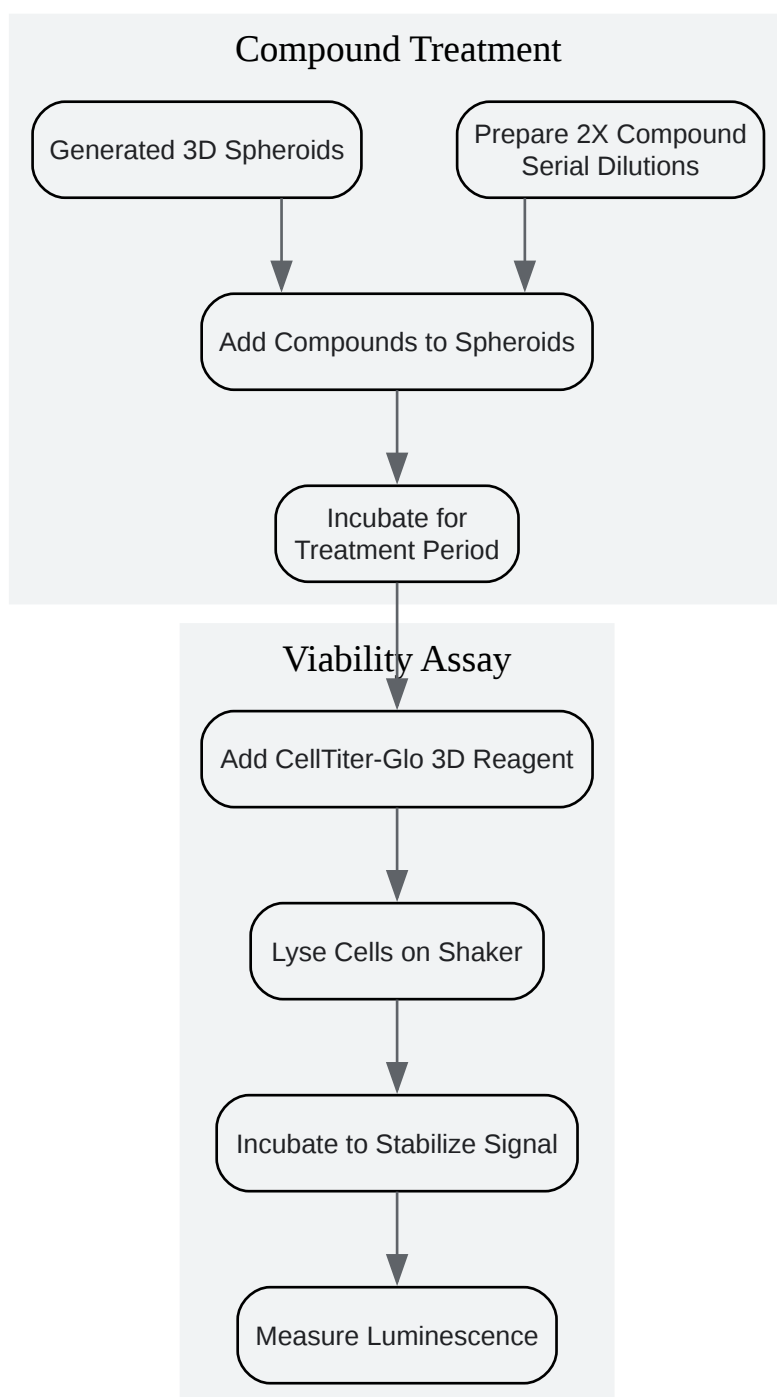 Compound Treatment
Generated 3D Spheroids
Prepare 2X Compound
Serial Dilutions
Add Compounds to Spheroids
Incubate for
Treatment Period
Viability Assay
Add CellTiter-Glo 3D Reagent
Lyse Cells on Shaker
Incubate to Stabilize Signal
Measure Luminescence